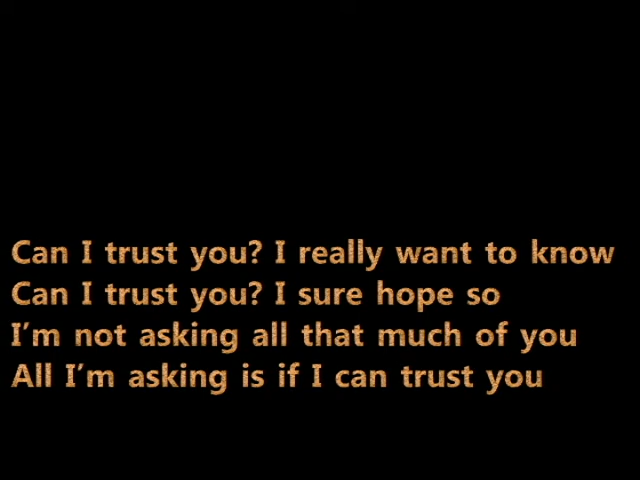 Can I trust you? I really want to know
Can I trust you? I sure hope so
I'm not asking all that much of you
All I'm asking is if I can trust you